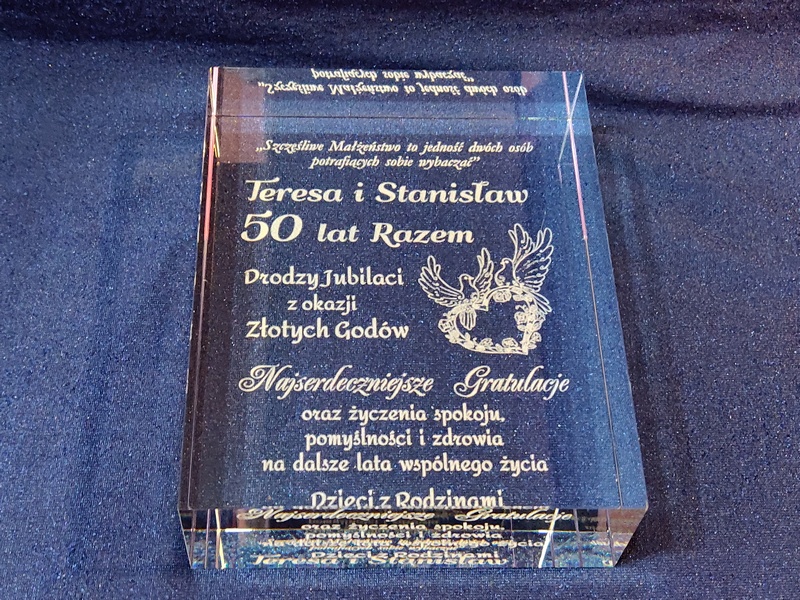 „Szczęśliwe Małżeństwo to jedność dwóch osób
potrafiących sobie wybaczać”
Teresa i Stanisław
50 lat Razem
Drodzy Jubilaci
z okazji
Złotych Godów
Najserdeczniejsze Gratulacje
oraz życzenia spokoju,
pomyślności i zdrowia
na dalsze lata wspólnego życia
Dzieci z Rodzinami